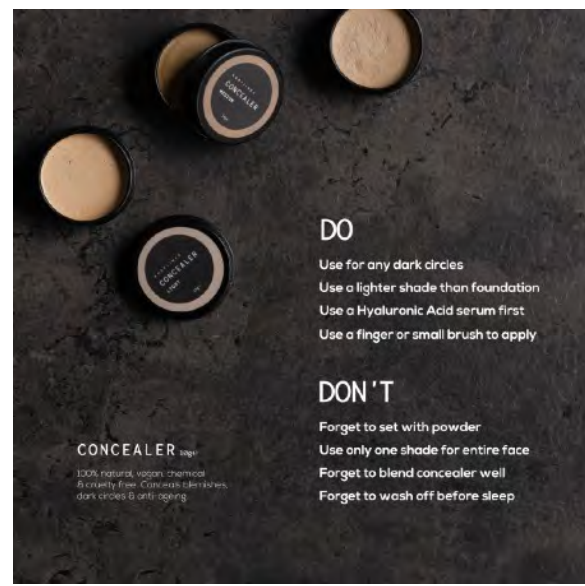 CONCEALER
MEDIUM
CONCEALER
LIGHT
DO
Use for any dark circles
Use a lighter shade than foundation
Use a Hyaluronic Acid serum first
Use a finger or small brush to apply
DON'T
Forget to set with powder
Use only one shade for entire face
Forget to blend concealer well
Forget to wash off before sleep
CONCEALER
100% natural, vegan, chemical
& cruelty free. Conceals blemishes,
dark circles & anti-ageing.